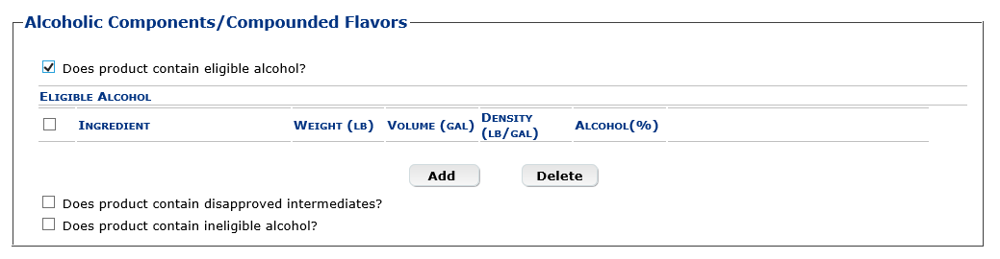 Alcoholic Components/Compounded Flavors
Does product contain eligible alcohol?
Eligible Alcohol
Ingredient Weight (lb) Volume (gal) Density (lb/gal) Alcohol(%)
Add Delete
Does product contain disapproved intermediates?
Does product contain ineligible alcohol?